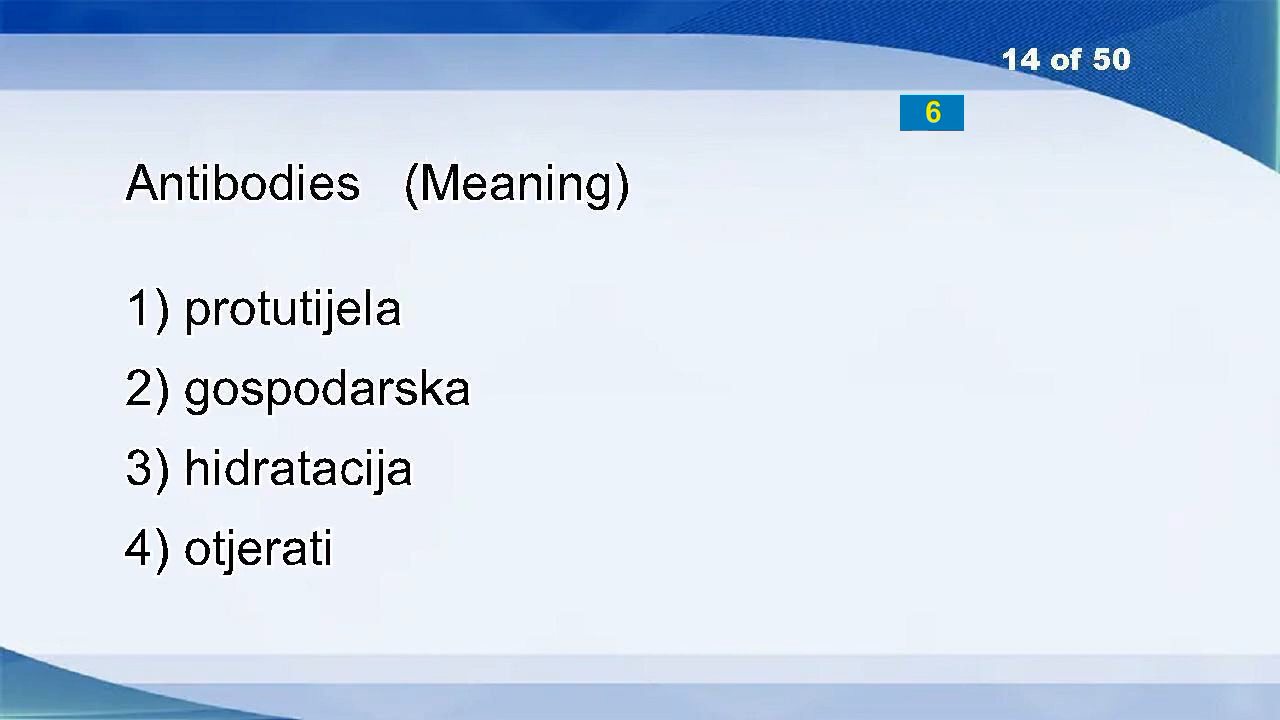 14 of 50
6
Antibodies (Meaning)
1) protutijela
2) gospodarska
3) hidratacija
4) otjerati